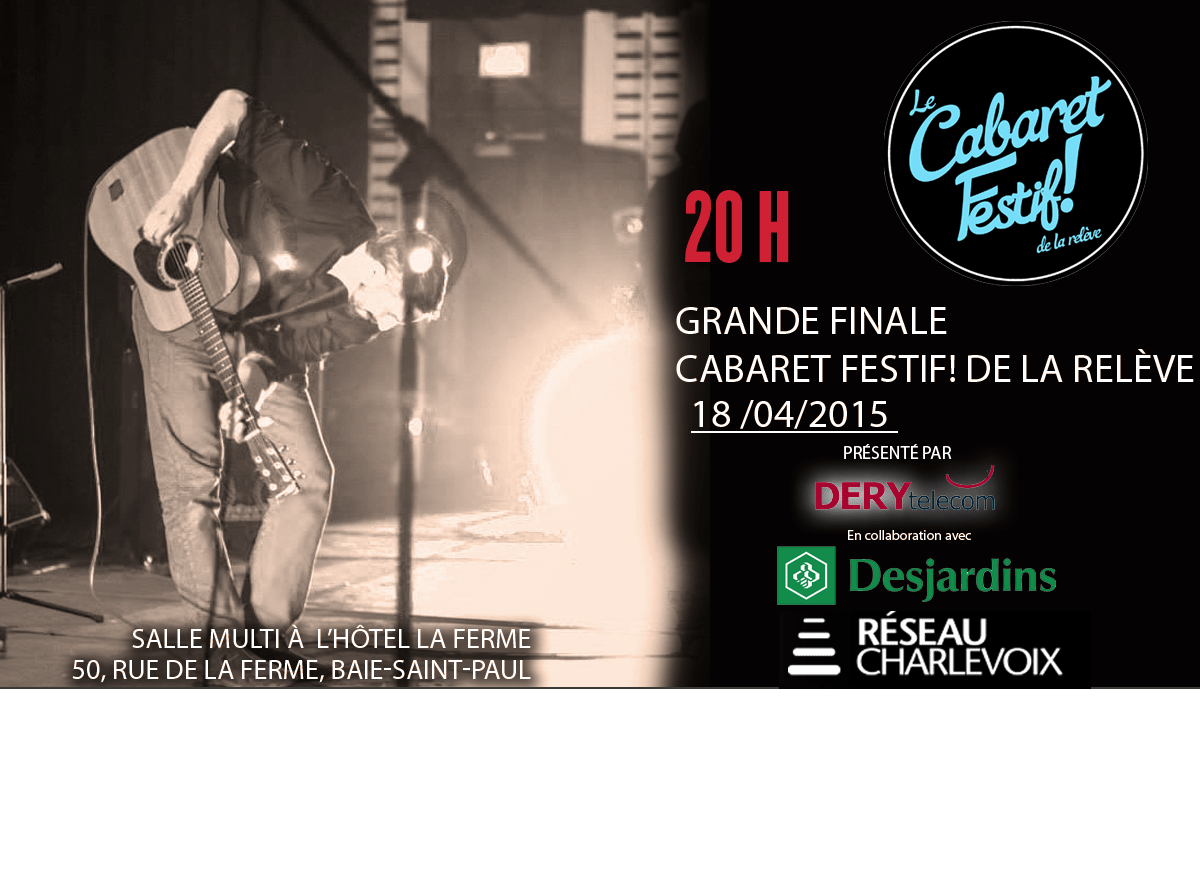 Le
Cabaret
Festif!
de la relève
20 H
GRANDE FINALE
CABARET FESTIF! DE LA RELÈVE
18 /04/2015
PRÉSENTÉ PAR
DERYtelecom
En collaboration avec
Desjardins
RÉSEAU
CHARLEVOIX
SALLE MULTI À L'HÔTEL LA FERME
50, RUE DE LA FERME, BAIE-SAINT-PAUL